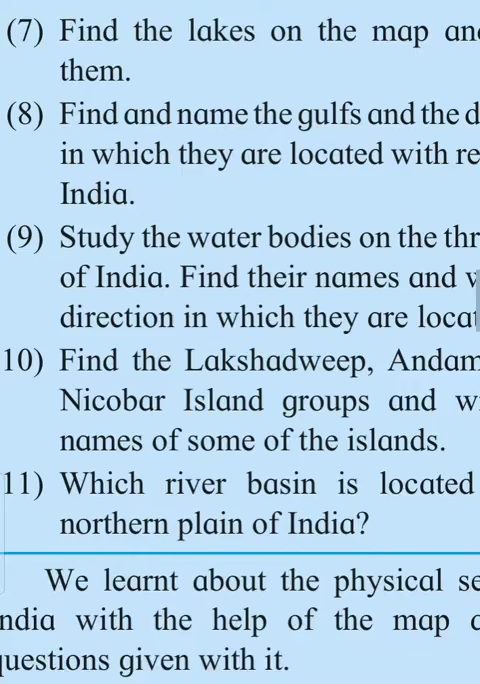 (7) Find the lakes on the map an
them.
(8) Find and name the gulfs and the d
in which they are located with re
India.
(9) Study the water bodies on the thr
of India. Find their names and w
direction in which they are locat
10) Find the Lakshadweep, Andam
Nicobar Island groups and w
names of some of the islands.
11) Which river basin is located
northern plain of India?
We learnt about the physical se
ndia with the help of the map a
questions given with it.